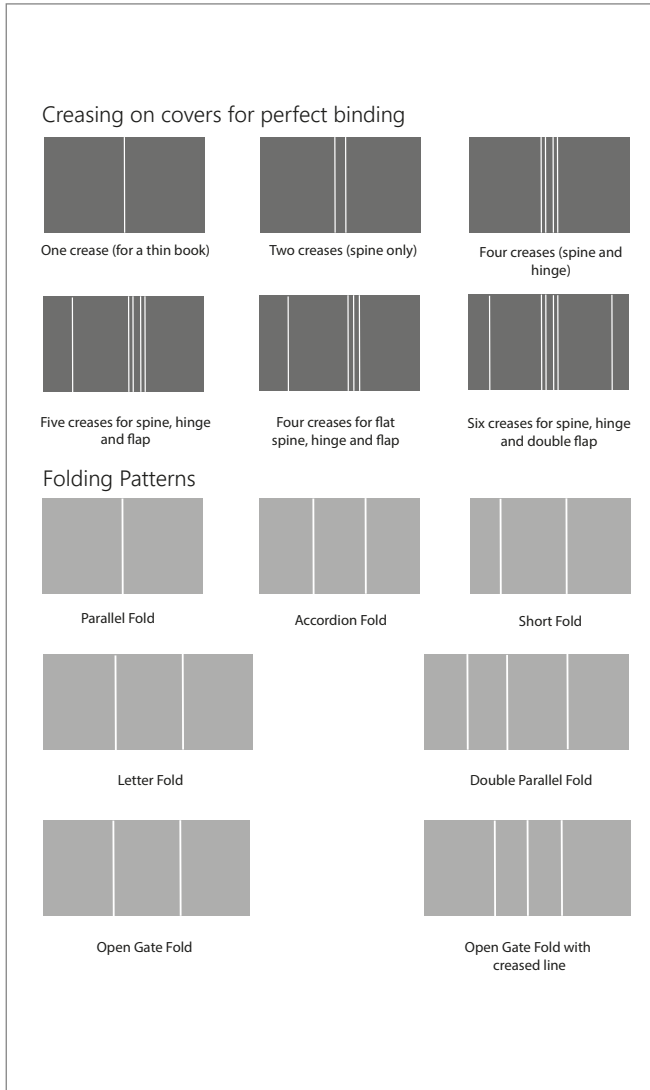 Creasing on covers for perfect binding
One crease (for a thin book)
Two creases (spine only)
Four creases (spine and
hinge)
Five creases for spine, hinge
and flap
Four creases for flat
spine, hinge and flap
Six creases for spine, hinge
and double flap
Folding Patterns
Parallel Fold
Accordion Fold
Short Fold
Letter Fold
Double Parallel Fold
Open Gate Fold
Open Gate Fold with
creased line